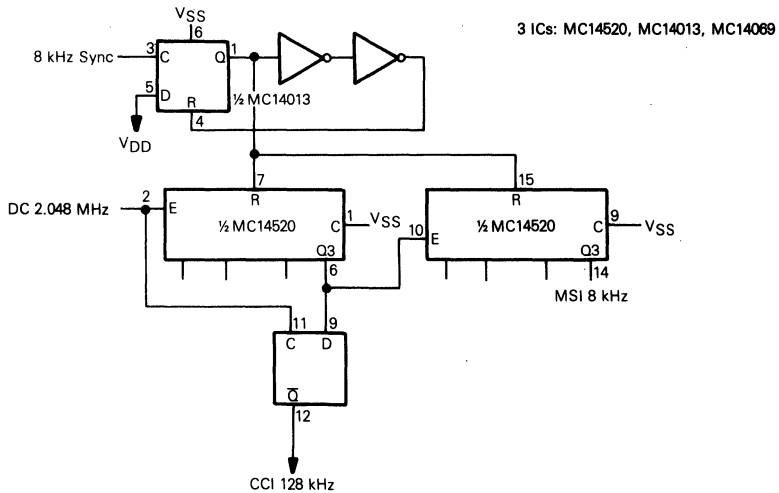 3 ICs: MC14520, MC14013, MC14069
VSS
6
8 kHz Sync
3
C
Q
1
5
D
R
½ MC14013
4
VDD
7
R
15
R
DC 2.048 MHz
2
E
½ MC14520
C
1
VSS
Q3
6
10
E
½ MC14520
C
9
VSS
Q3
14
MSI 8 kHz
11
9
C
D
Q̅
12
CCI 128 kHz